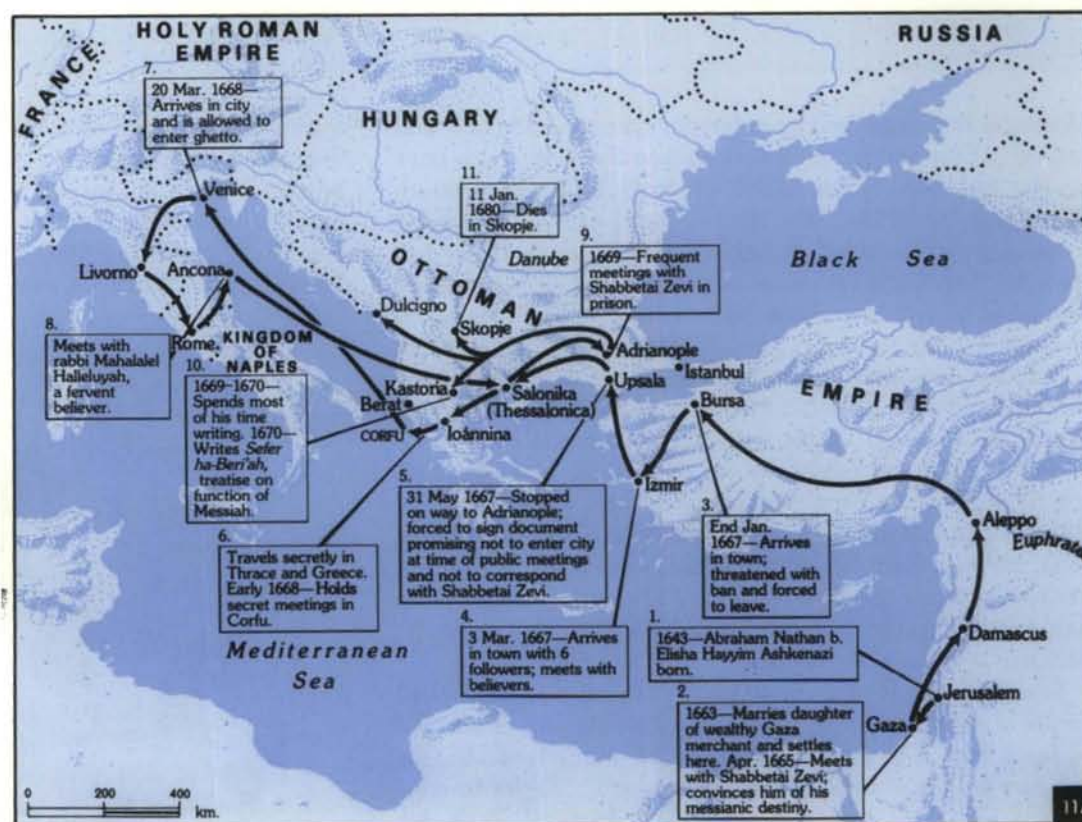 HOLY ROMAN
EMPIRE
RUSSIA
FRANCE
HUNGARY
7.
20 Mar. 1668—
Arrives in city
and is allowed to
enter ghetto.
Venice
11.
11 Jan.
1680—Dies
in Skopje.
9.
1669—Frequent
meetings with
Shabbetai Zevi in
prison.
OTTOMAN
Danube
Black Sea
Livorno
Ancona
Dulcigno
Skopje
8.
Meets with
rabbi Mahalalel
Halleluyah,
a fervent
believer.
Rome
KINGDOM
OF
NAPLES
Adrianople
Istanbul
EMPIRE
10.
1669-1670—
Spends most
of his time
writing. 1670—
Writes Sefer
ha-Beri'ah,
treatise on
function of
Messiah.
Kastoria
Berat
Salonika
(Thessalonica)
Upsala
Bursa
CORFU
Ioánnina
Izmir
5.
31 May 1667—Stopped
on way to Adrianople;
forced to sign document
promising not to enter city
at time of public meetings
and not to correspond
with Shabbetai Zevi.
3.
End Jan.
1667—Arrives
in town;
threatened with
ban and forced
to leave.
Aleppo
Euphrate
6.
Travels secretly in
Thrace and Greece.
Early 1668—Holds
secret meetings in
Corfu.
4.
3 Mar. 1667—Arrives
in town with 6
followers; meets with
believers.
1.
1643—Abraham Nathan b.
Elisha Hayyim Ashkenazi
born.
Damascus
Mediterranean
Sea
Jerusalem
Gaza
2.
1663—Marries daughter
of wealthy Gaza
merchant and settles
here. Apr. 1665—Meets
with Shabbetai Zevi;
convinces him of his
messianic destiny.
0 200 400
km.